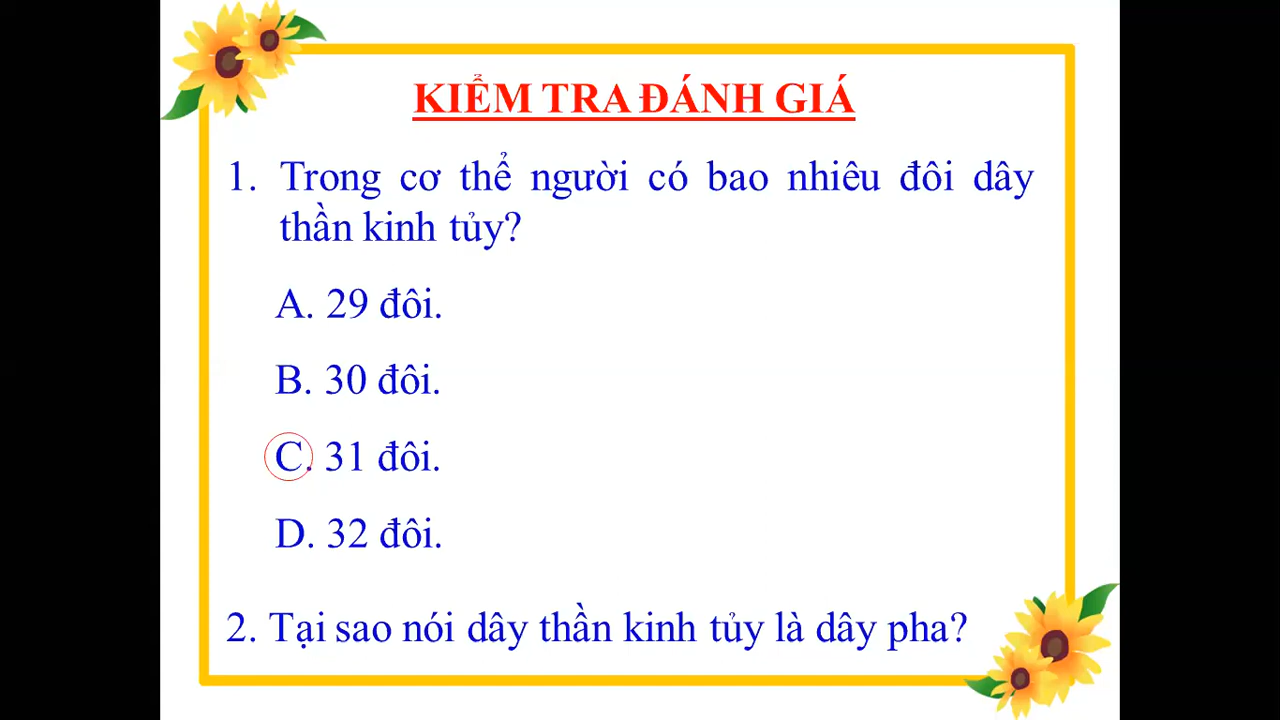 KIỂM TRA ĐÁNH GIÁ
1. Trong cơ thể người có bao nhiêu đôi dây
thần kinh tủy?
A. 29 đôi.
B. 30 đôi.
C. 31 đôi.
D. 32 đôi.
2. Tại sao nói dây thần kinh tủy là dây pha?